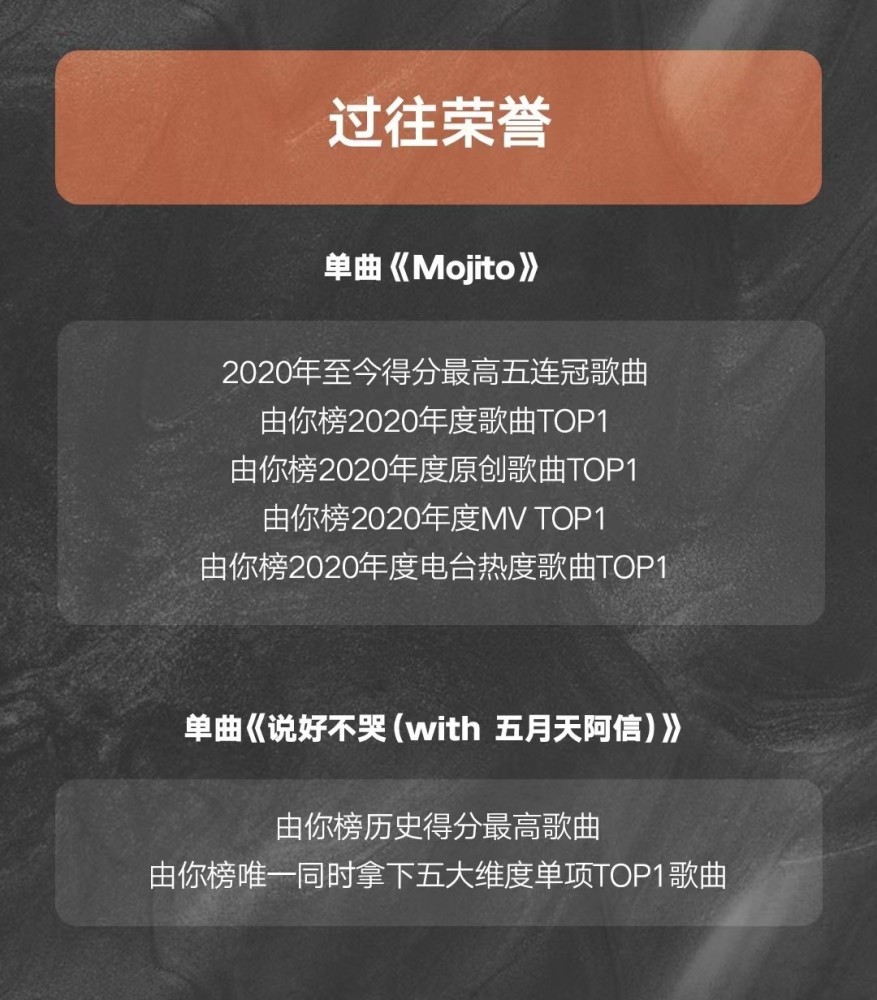 过往荣誉
单曲《Mojito》
2020年至今得分最高五连冠歌曲
由你榜2020年度歌曲TOP1
由你榜2020年度原创歌曲TOP1
由你榜2020年度MV TOP1
由你榜2020年度电台热度歌曲TOP1
单曲《说好不哭(with 五月天阿信)》
由你榜历史得分最高歌曲
由你榜唯一同时拿下五大维度单项TOP1歌曲